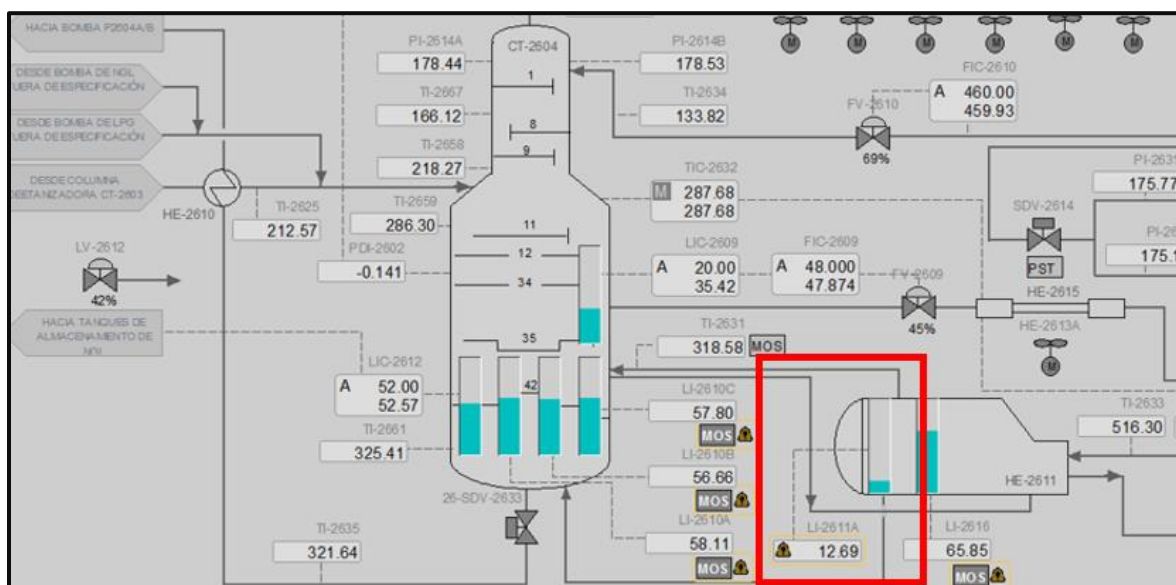 HACIA BOMBA P2604A/B
PI-2614A
178.44
CT-2604
PI-2614B
178.53
M
M
M
M
M
M
DESDE BOMBA DE NGL
UERA DE ESPECIFICACIÓN
TI-2667
166.12
1
TI-2634
133.82
FIC-2610
A 460.00
459.93
FV-2610
69%
DESDE BOMBA DE LPG
UERA DE ESPECIFICACIÓN
8
TI-2658
218.27
9
DESDE COLUMNA
CT-2603
HE-2610
TI-2625
212.57
TI-2659
286.30
TIC-2632
M 287.68
287.68
SDV-2614
PST
175.77
175.1
LV-2612
42%
PDI-2602
-0.141
11
12
34
35
42
LIC-2609
A 20.00
35.42
FIC-2609
A 48.000
47.874
FV-2609
45%
HE-2615
HE-2613A
M
HACIA TANQUES DE
ALMACENAMIENTO DE
TI-2631
318.58 MOS
LIC-2612
A 52.00
52.57
LI-2610C
57.80
MOS
TI-2661
325.41
LI-2610B
56.66
MOS
TI-2633
516.30
HE-2611
26-SDV-2633
LI-2610A
58.11
MOS
LI-2611A
12.69
LI-2616
65.85
MOS
TI-2635
321.64